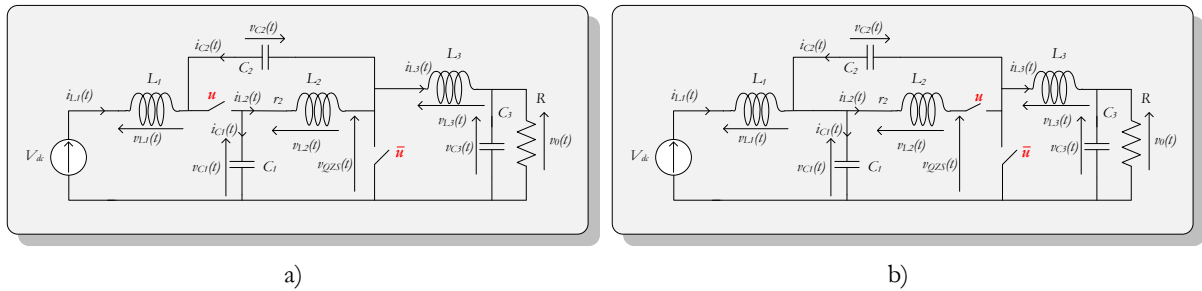 vC2(t)
iC2(t)
C2
L3
L1
L2
iL3(t)
iL1(t)
u
iL2(t)
r2
C3
R
vL1(t)
iC1(t)
vL2(t)
vL3(t)
Vdc
vC1(t)
C1
vQZS(t)
u̅
vC3(t)
v0(t)
a)
vC2(t)
iC2(t)
C2
L3
L1
L2
iL3(t)
iL1(t)
iL2(t)
r2
u
C3
R
vL1(t)
iC1(t)
vL2(t)
vL3(t)
Vdc
vC1(t)
C1
vQZS(t)
u̅
vC3(t)
v0(t)
b)